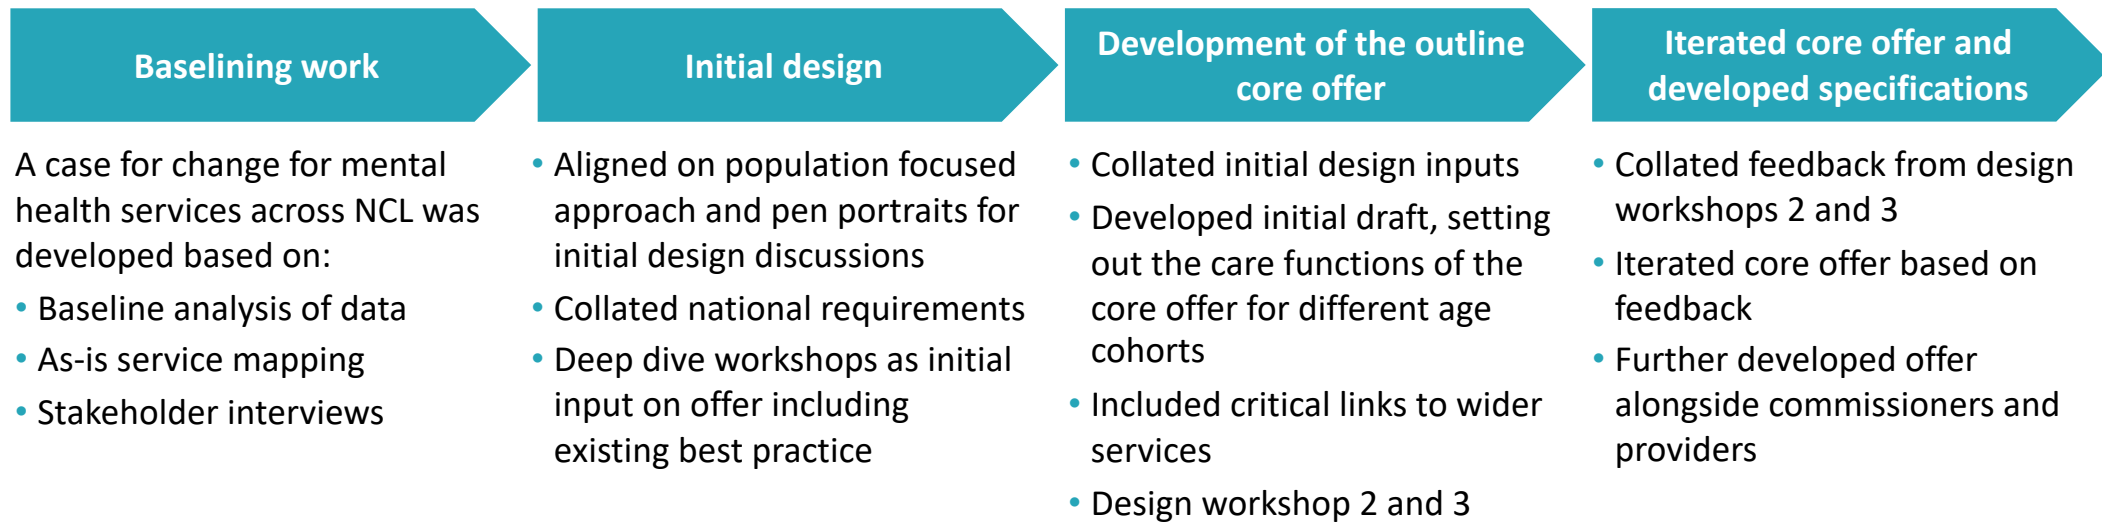 Baselining work
A case for change for mental
health services across NCL was
developed based on:
• Baseline analysis of data
• As-is service mapping
• Stakeholder interviews
Initial design
• Aligned on population focused
approach and pen portraits for
initial design discussions
• Collated national requirements
• Deep dive workshops as initial
input on offer including
existing best practice
Development of the outline
core offer
• Collated initial design inputs
• Developed initial draft, setting
out the care functions of the
core offer for different age
cohorts
• Included critical links to wider
services
• Design workshop 2 and 3
Iterated core offer and
developed specifications
• Collated feedback from design
workshops 2 and 3
• Iterated core offer based on
feedback
• Further developed offer
alongside commissioners and
providers